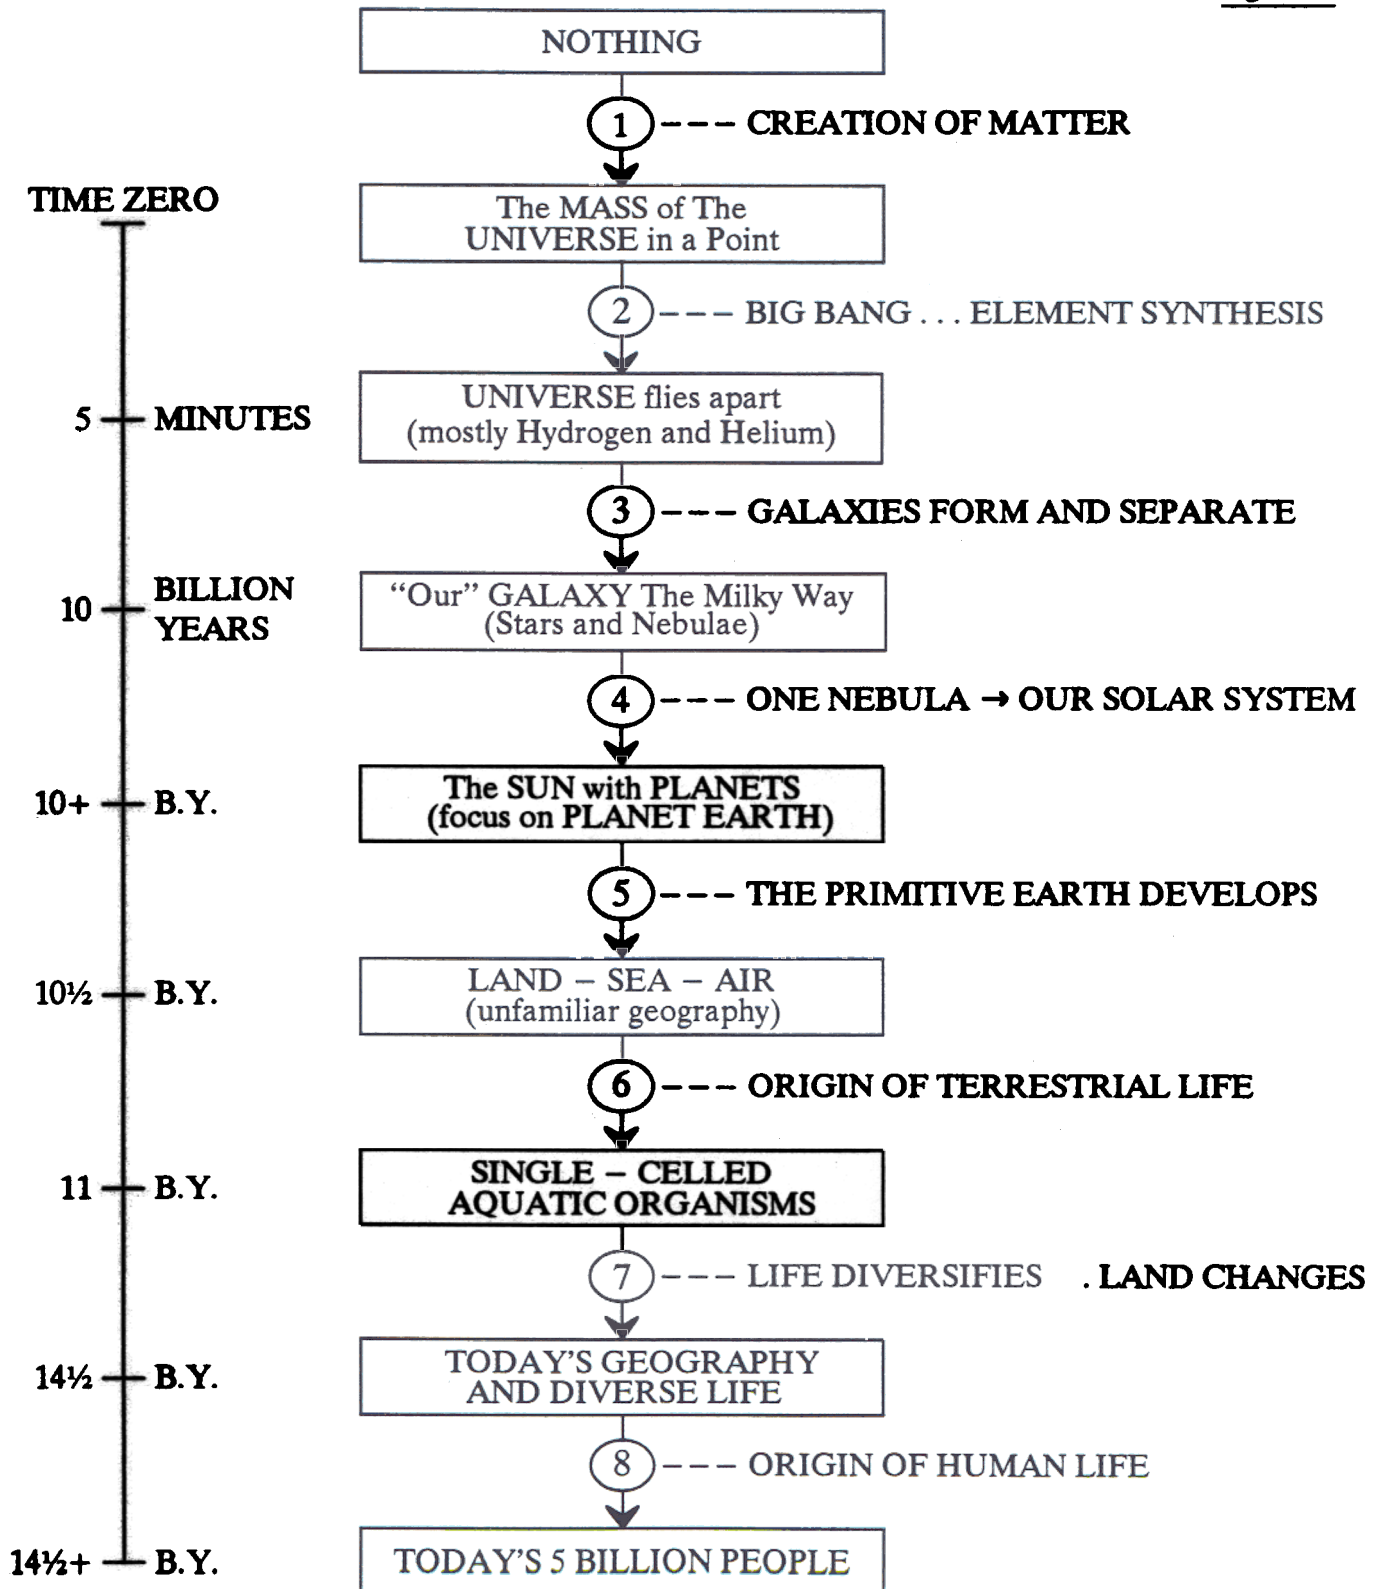 NOTHING
1 --- CREATION OF MATTER
TIME ZERO
The MASS of The
UNIVERSE in a Point
2 --- BIG BANG . . . ELEMENT SYNTHESIS
5 MINUTES
UNIVERSE flies apart
(mostly Hydrogen and Helium)
3 --- GALAXIES FORM AND SEPARATE
10 BILLION
YEARS
“Our” GALAXY The Milky Way
(Stars and Nebulae)
4 --- ONE NEBULA → OUR SOLAR SYSTEM
10+ B.Y.
The SUN with PLANETS
(focus on PLANET EARTH)
5 --- THE PRIMITIVE EARTH DEVELOPS
10½ B.Y.
LAND – SEA – AIR
(unfamiliar geography)
6 --- ORIGIN OF TERRESTRIAL LIFE
11 B.Y.
SINGLE – CELLED
AQUATIC ORGANISMS
7 --- LIFE DIVERSIFIES . LAND CHANGES
14½ B.Y.
TODAY'S GEOGRAPHY
AND DIVERSE LIFE
8 --- ORIGIN OF HUMAN LIFE
14½+ B.Y.
TODAY'S 5 BILLION PEOPLE